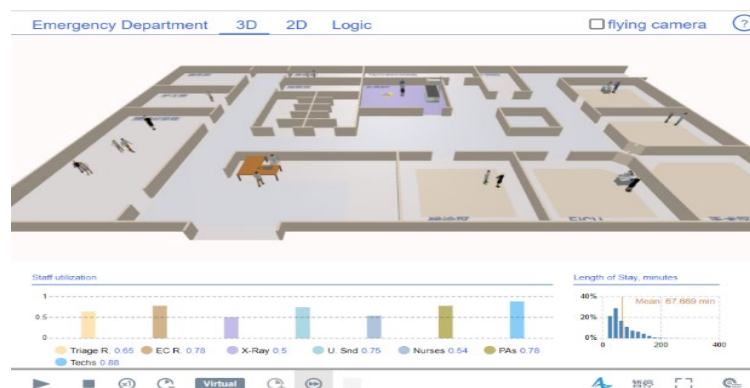 Emergency Department 3D 2D Logic flying camera ?
Staff utilization
Length of Stay, minutes
1
0.5
0
Triage R. 0.65 EC R. 0.78 X-Ray 0.5 U. Snd 0.75 Nurses 0.54 PAs 0.78
Techs 0.88
40%
20%
0%
Mean 67.669 min
0 200 400
x1 Virtual